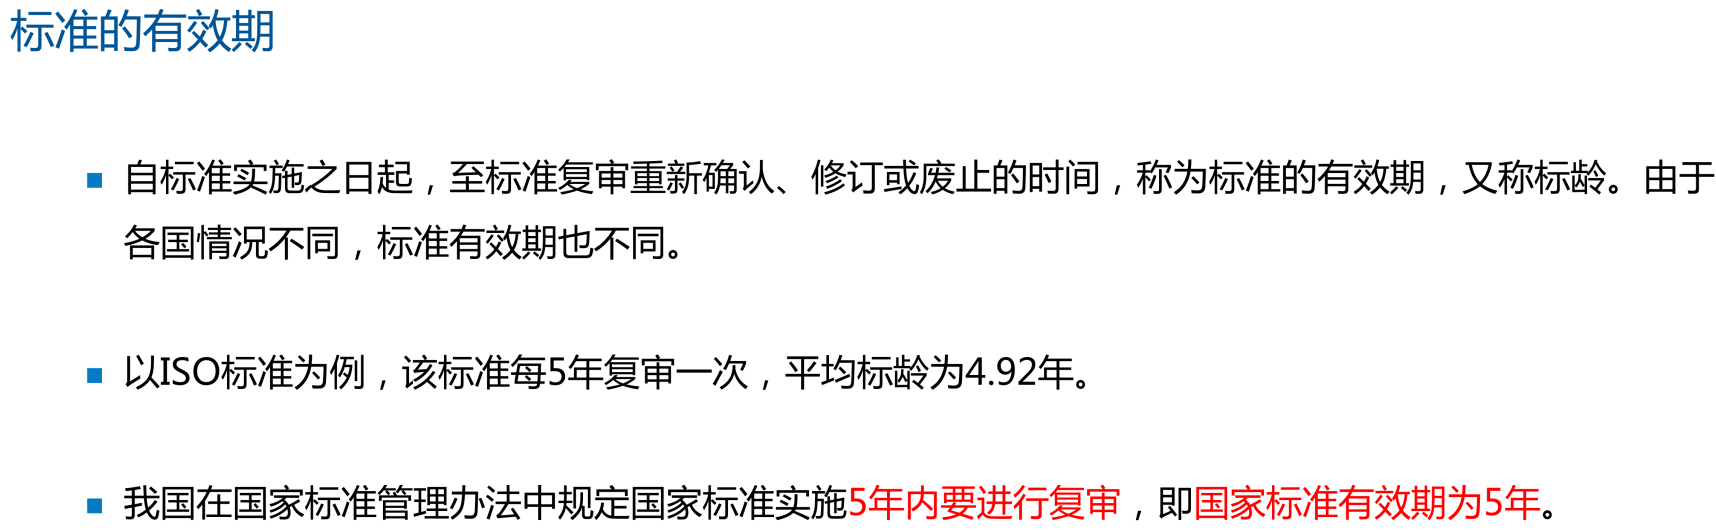 标准的有效期
自标准实施之日起，至标准复审重新确认、修订或废止的时间，称为标准的有效期，又称标龄。由于
各国情况不同，标准有效期也不同。
以ISO标准为例，该标准每5年复审一次，平均标龄为4.92年。
我国在国家标准管理办法中规定国家标准实施5年内要进行复审，即国家标准有效期为5年。